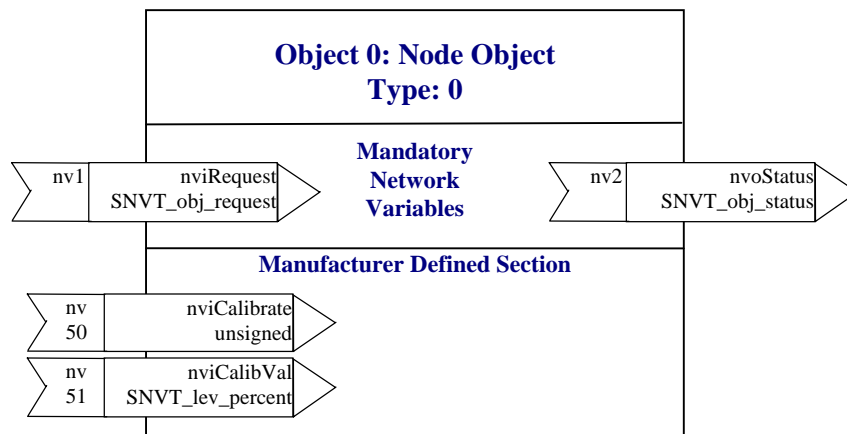 Object 0: Node Object
Type: 0
Mandatory
Network
Variables
nv1
nviRequest
SNVT_obj_request
nv2
nvoStatus
SNVT_obj_status
Manufacturer Defined Section
nv
50
nviCalibrate
unsigned
nv
51
nviCalibVal
SNVT_lev_percent